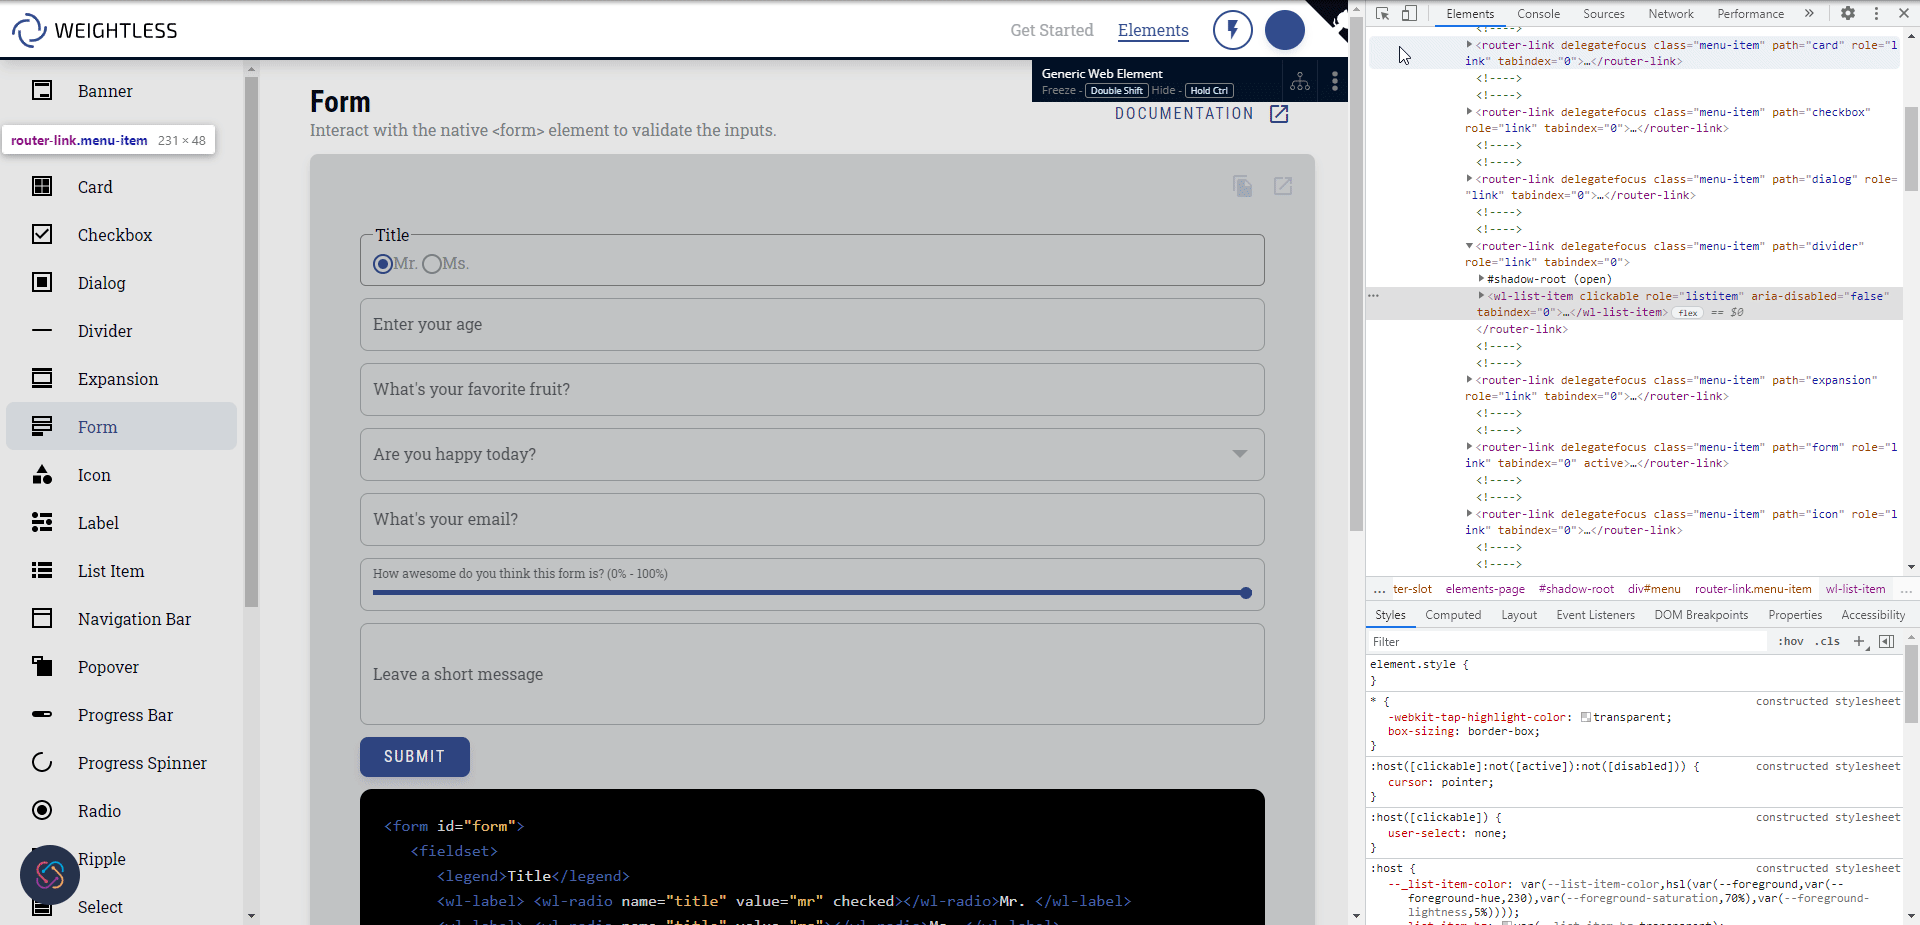 WEIGHTLESS
Get Started
Elements
Banner
router-link.menu-item 231 × 48
Card
Checkbox
Dialog
Divider
Expansion
Form
Icon
Label
List Item
Navigation Bar
Popover
Progress Bar
Progress Spinner
Radio
Ripple
Select
Form
Interact with the native <form> element to validate the inputs.
Generic Web Element
Freeze - Double Shift Hide - Hold Ctrl
DOCUMENTATION
Title
Mr. Ms.
Enter your age
What's your favorite fruit?
Are you happy today?
What's your email?
How awesome do you think this form is? (0% - 100%)
Leave a short message
SUBMIT
<form id="form">
<fieldset>
<legend>Title</legend>
<wl-label> <wl-radio name="title" value="mr" checked></wl-radio>Mr. </wl-label>
Elements Console Sources Network Performance »
<!---->
<router-link delegatefocus class="menu-item" path="card" role="l
ink" tabindex="0">…</router-link>
<!---->
<!---->
<router-link delegatefocus class="menu-item" path="checkbox"
role="link" tabindex="0">…</router-link>
<!---->
<!---->
<router-link delegatefocus class="menu-item" path="dialog" role=
"link" tabindex="0">…</router-link>
<!---->
<!---->
<router-link delegatefocus class="menu-item" path="divider"
role="link" tabindex="0">
#shadow-root (open)
<wl-list-item clickable role="listitem" aria-disabled="false"
tabindex="0">…</wl-list-item> flex == $0
</router-link>
<!---->
<!---->
<router-link delegatefocus class="menu-item" path="expansion"
role="link" tabindex="0">…</router-link>
<!---->
<!---->
<router-link delegatefocus class="menu-item" path="form" role="l
ink" tabindex="0" active>…</router-link>
<!---->
<!---->
<router-link delegatefocus class="menu-item" path="icon" role="l
ink" tabindex="0">…</router-link>
<!---->
<!---->
... ter-slot elements-page #shadow-root div#menu router-link.menu-item wl-list-item ...
Styles Computed Layout Event Listeners DOM Breakpoints Properties Accessibility
Filter :hov .cls +
element.style {
}
* { constructed stylesheet
-webkit-tap-highlight-color: transparent;
box-sizing: border-box;
}
:host([clickable]:not([active]):not([disabled])) { constructed stylesheet
cursor: pointer;
}
:host([clickable]) { constructed stylesheet
user-select: none;
}
:host { constructed stylesheet
--_list-item-color: var(--list-item-color,hsl(var(--foreground,var(--
foreground-hue,230),var(--foreground-saturation,70%),var(--foreground-
lightness,5%))));